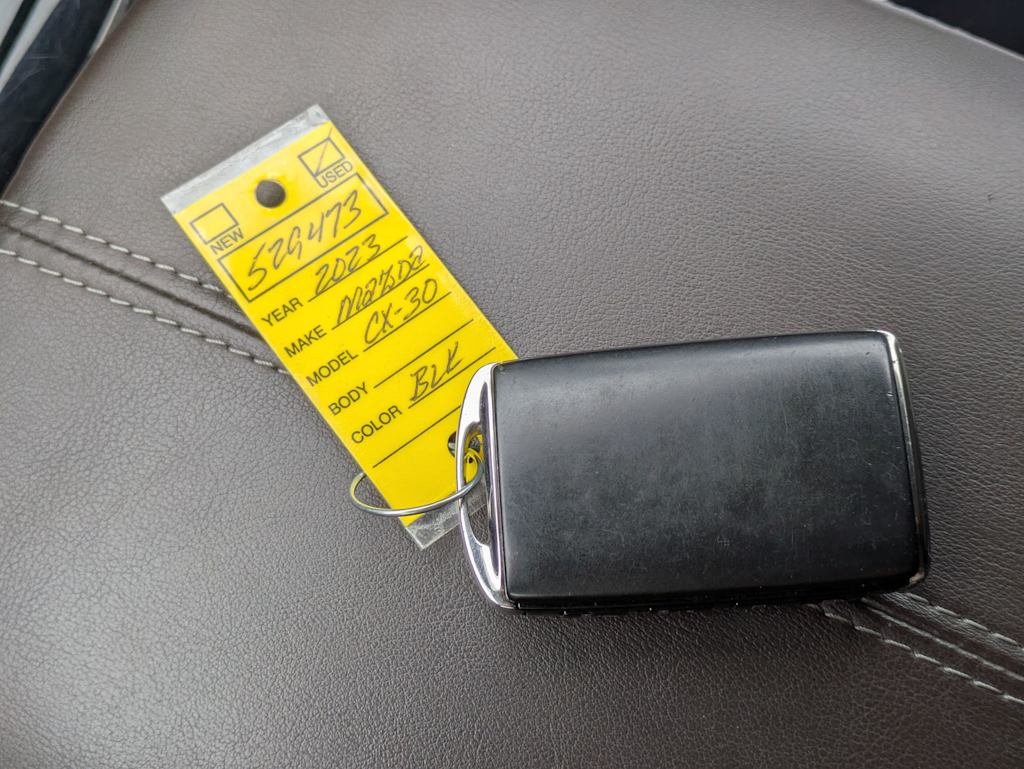 NEW USED
529473
YEAR 2023
MAKE Mazda
MODEL CX-30
BODY
COLOR BLK